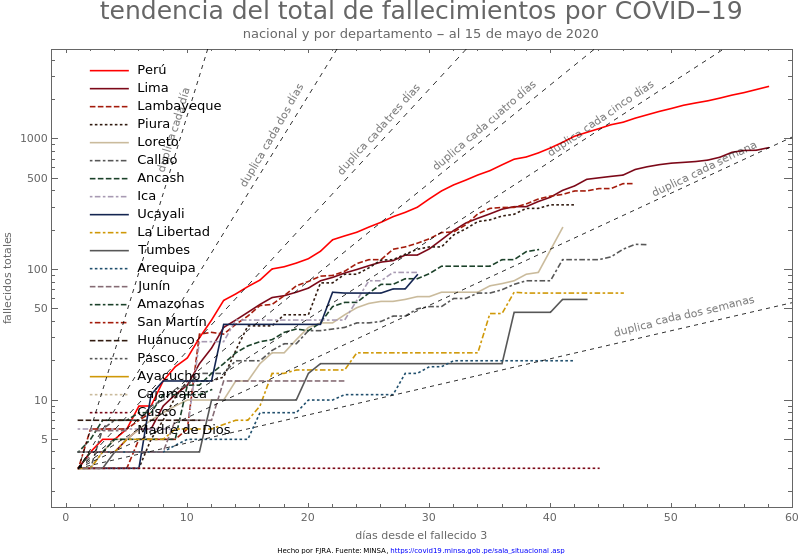 tendencia del total de fallecimientos por COVID−19
nacional y por departamento − al 15 de mayo de 2020
Perú
Lima
Lambayeque
Piura
Loreto
Callao
Ancash
Ica
Ucayali
La Libertad
Tumbes
Arequipa
Junín
Amazonas
San Martín
Huánuco
Pasco
Ayacucho
Cajamarca
Cusco
Madre de Dios
duplica cada día
duplica cada dos días
duplica cada tres días
duplica cada cuatro días
duplica cada cinco días
duplica cada semana
duplica cada dos semanas
fallecidos totales
1000
500
100
50
10
5
0 10 20 30 40 50 60
días desde el fallecido 3
Hecho por FJRA. Fuente: MINSA, https://covid19.minsa.gob.pe/sala_situacional .asp